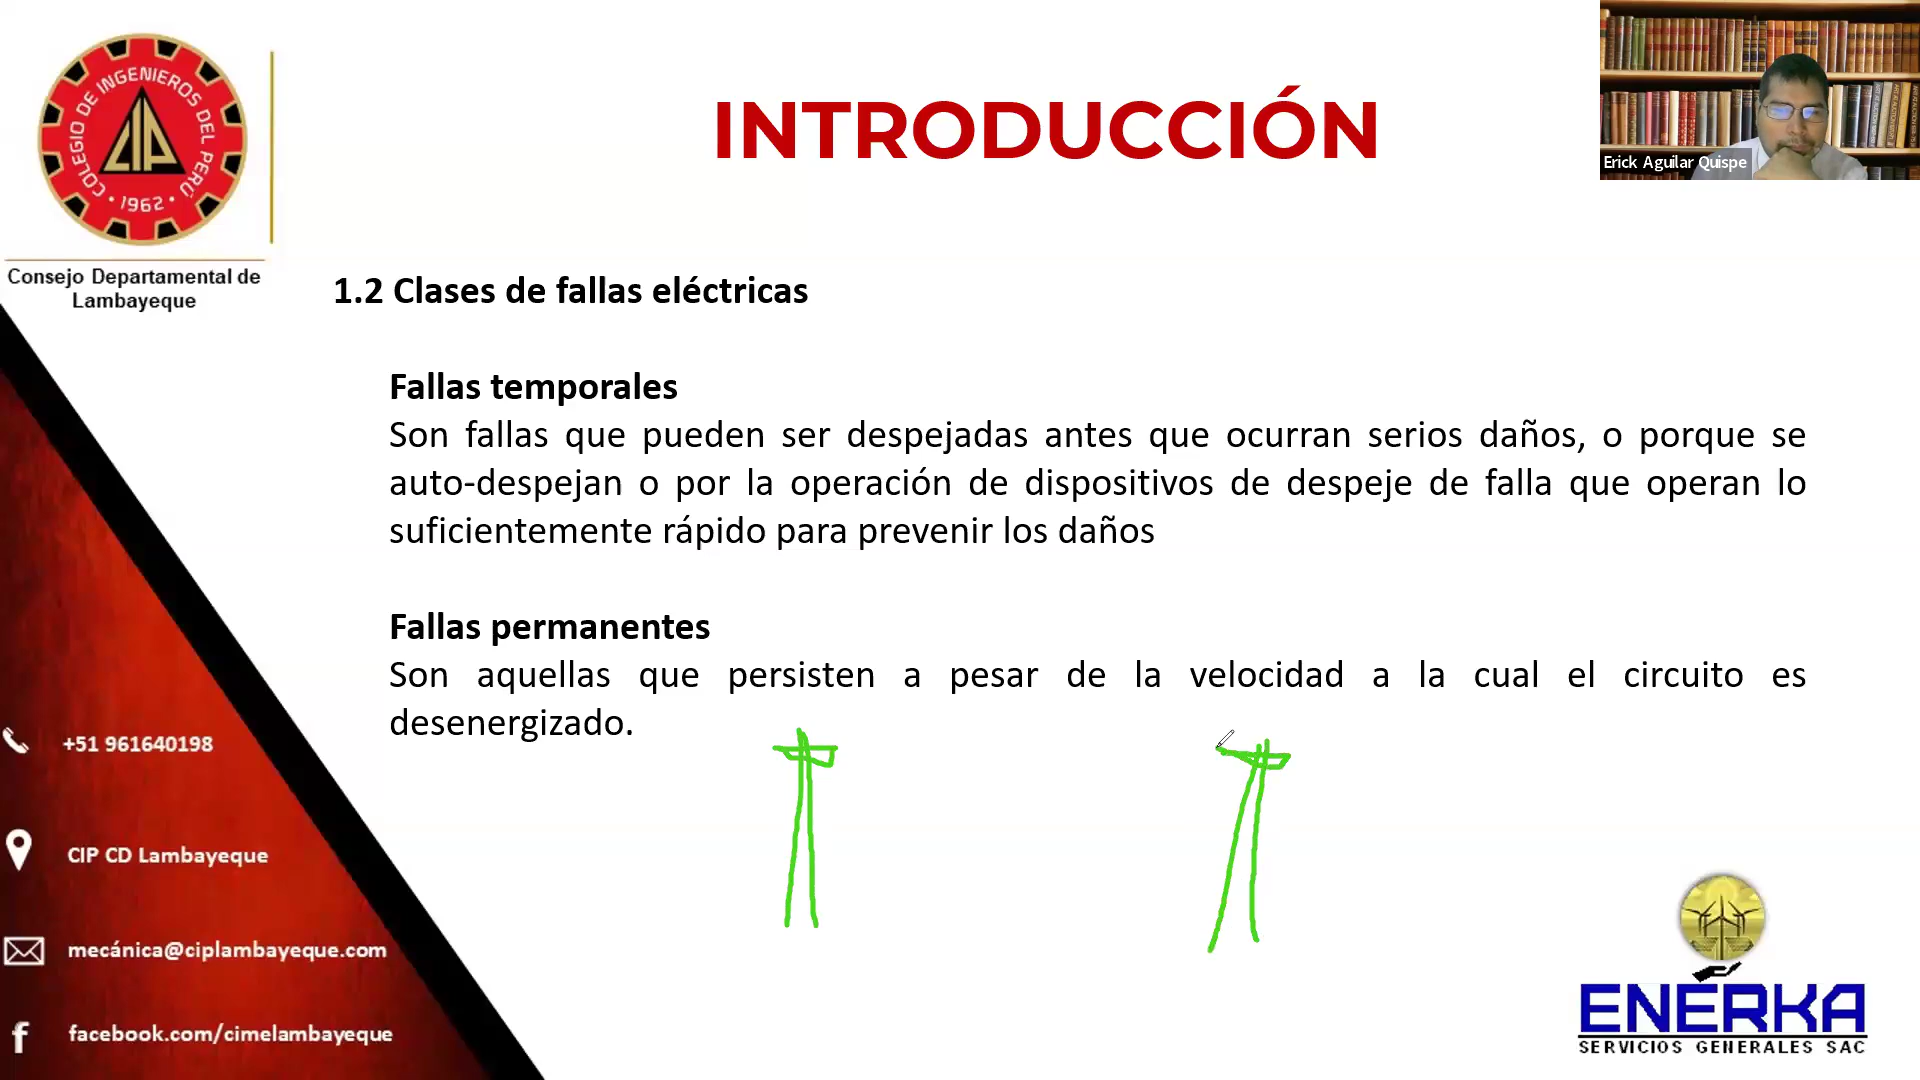 COLEGIO DE INGENIEROS DEL PERÚ
CIP
• 1962 •
Consejo Departamental de
Lambayeque
INTRODUCCIÓN
Erick Aguilar Quispe
1.2 Clases de fallas eléctricas
Fallas temporales
Son fallas que pueden ser despejadas antes que ocurran serios daños, o porque se
auto-despejan o por la operación de dispositivos de despeje de falla que operan lo
suficientemente rápido para prevenir los daños
Fallas permanentes
Son aquellas que persisten a pesar de la velocidad a la cual el circuito es
desenergizado.
+51 961640198
CIP CD Lambayeque
mecánica@ciplambayeque.com
facebook.com/cimelambayeque
ENERKA
SERVICIOS GENERALES SAC